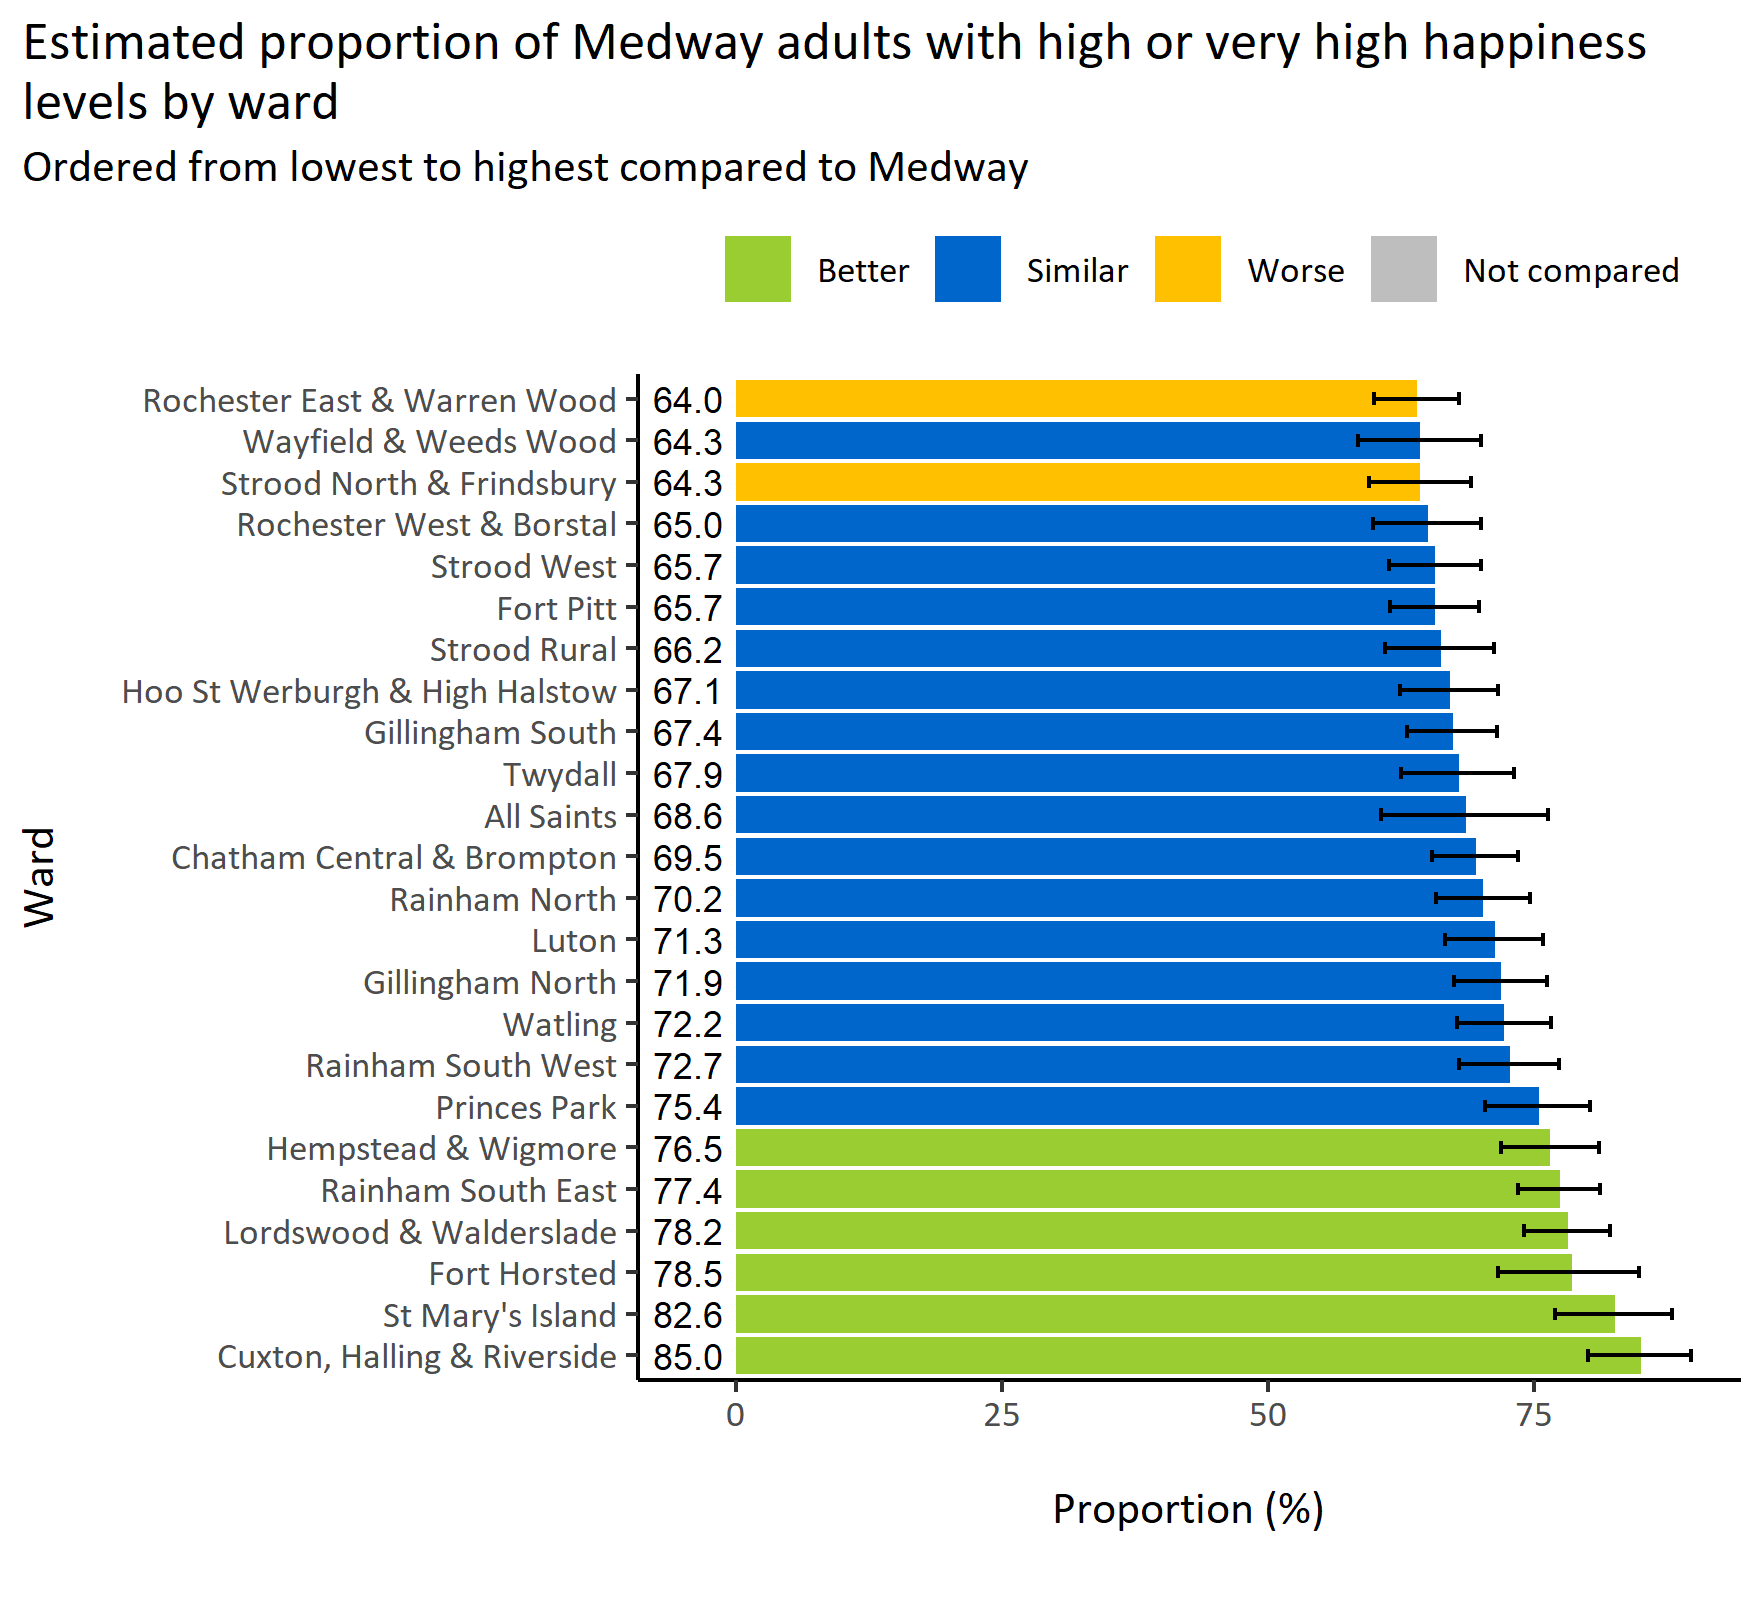 Estimated proportion of Medway adults with high or very high happiness
levels by ward
Ordered from lowest to highest compared to Medway
Better Similar Worse Not compared
Rochester East & Warren Wood 64.0
Wayfield & Weeds Wood 64.3
Strood North & Frindsbury 64.3
Rochester West & Borstal 65.0
Strood West 65.7
Fort Pitt 65.7
Strood Rural 66.2
Hoo St Werburgh & High Halstow 67.1
Gillingham South 67.4
Twydall 67.9
All Saints 68.6
Chatham Central & Brompton 69.5
Rainham North 70.2
Luton 71.3
Gillingham North 71.9
Watling 72.2
Rainham South West 72.7
Princes Park 75.4
Hempstead & Wigmore 76.5
Rainham South East 77.4
Lordswood & Walderslade 78.2
Fort Horsted 78.5
St Mary's Island 82.6
Cuxton, Halling & Riverside 85.0
Ward
0 25 50 75
Proportion (%)